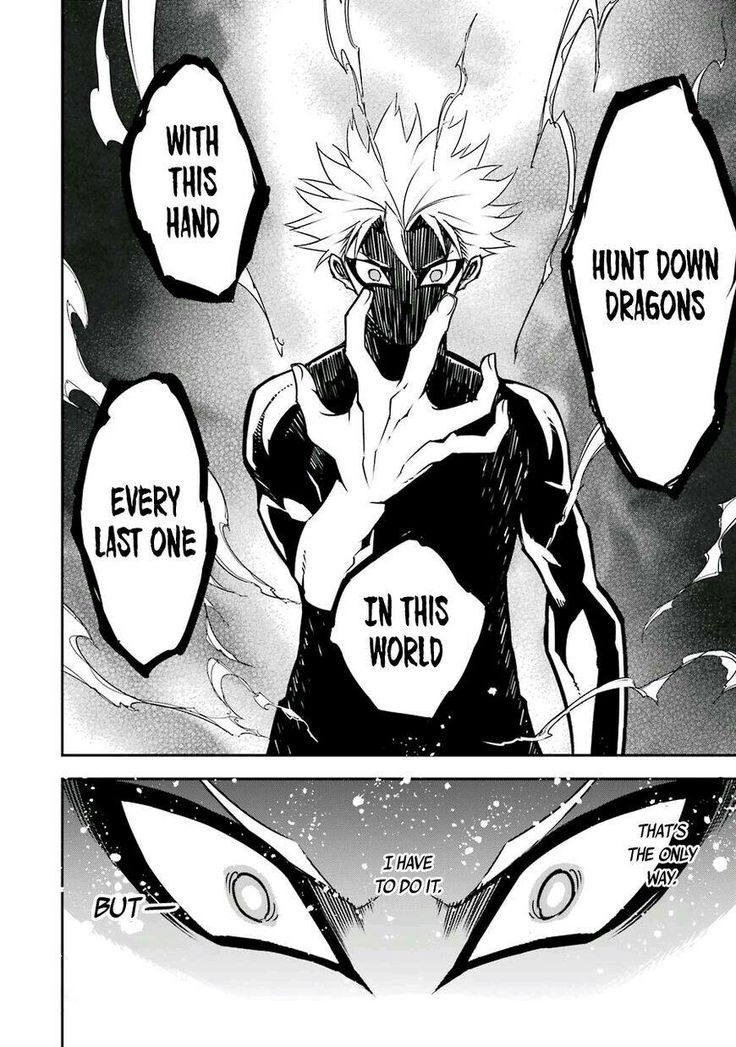 HUNT DOWN
DRAGONS
WITH
THIS
HAND
IN THIS
WORLD
EVERY
LAST ONE
THAT'S
THE ONLY
WAY.
I HAVE
TO DO IT.
BUT—